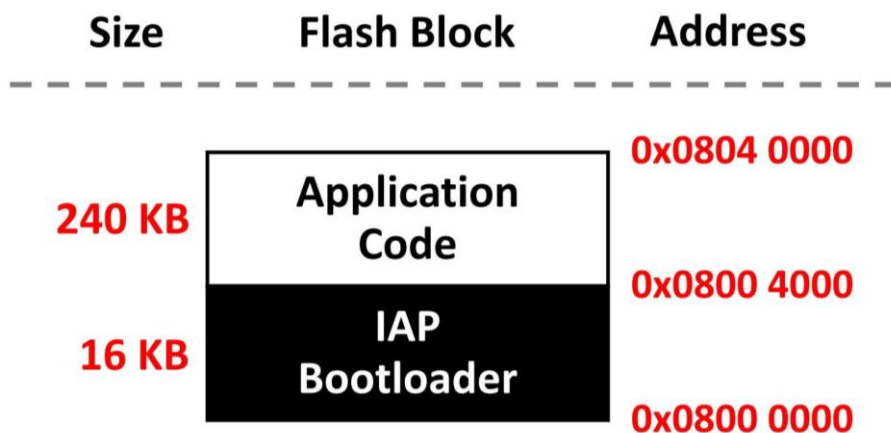 Size Flash Block Address
0x0804 0000
Application
240 KB
Code
0x0800 4000
IAP
16 KB
Bootloader
0x0800 0000